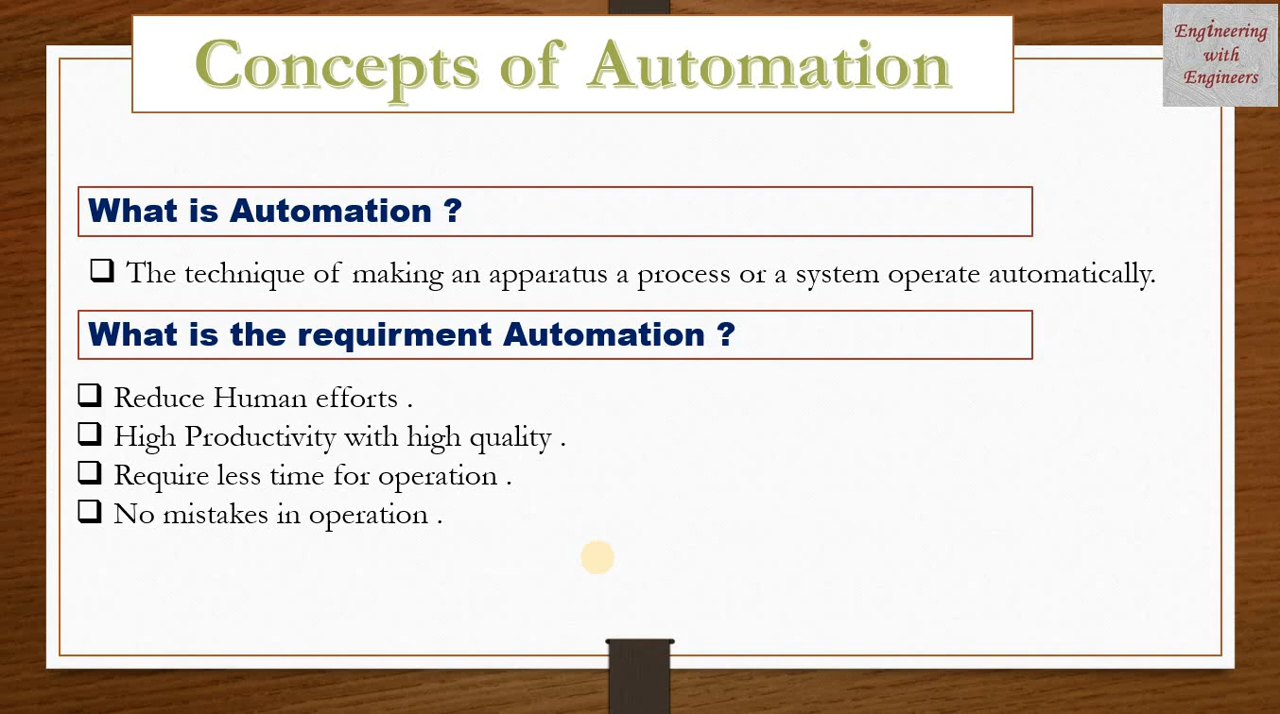 Concepts of Automation
Engineering
with
Engineers
What is Automation ?
The technique of making an apparatus a process or a system operate automatically.
What is the requirment Automation ?
Reduce Human efforts .
High Productivity with high quality .
Require less time for operation .
No mistakes in operation .